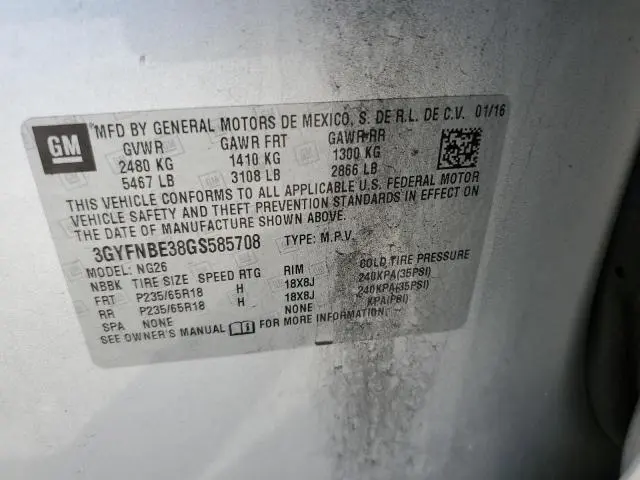 GM
MFD BY GENERAL MOTORS DE MEXICO, S. DE R.L. DE C.V. 01/16
GVWR GAWR FRT GAWR RR
2480 KG 1410 KG 1300 KG
5467 LB 3108 LB 2866 LB
THIS VEHICLE CONFORMS TO ALL APPLICABLE U.S. FEDERAL MOTOR
VEHICLE SAFETY AND THEFT PREVENTION STANDARDS IN EFFECT ON
THE DATE OF MANUFACTURE SHOWN ABOVE.
3GYFNBE38GS585708 TYPE: M.P.V.
MODEL: NG26
NBBK TIRE SIZE SPEED RTG RIM COLD TIRE PRESSURE
FRT P235/65R18 H 18X8J 240KPA(35PSI)
RR P235/65R18 H 18X8J 240KPA(35PSI)
SPA NONE NONE KPA(PSI)
SEE OWNER'S MANUAL FOR MORE INFORMATION.